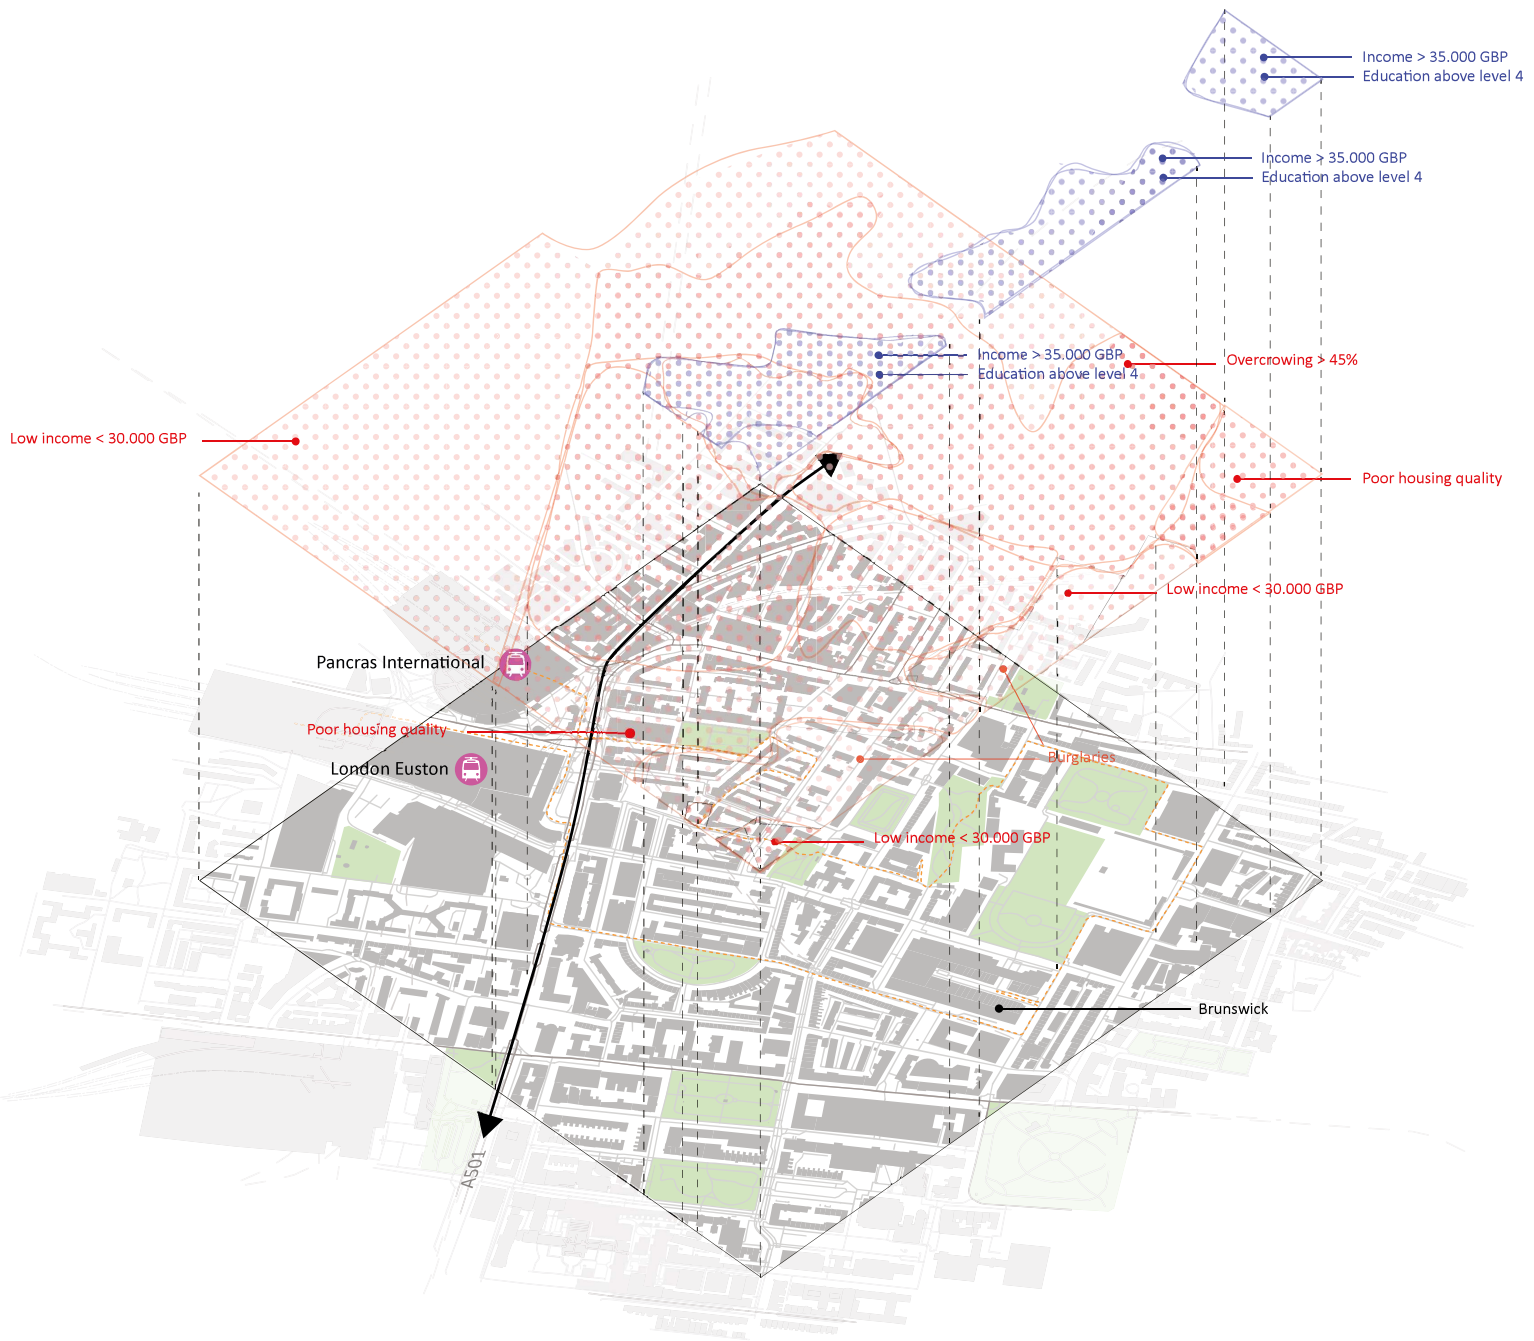 Income > 35.000 GBP
Education above level 4
Income > 35.000 GBP
Education above level 4
Income > 35.000 GBP
Education above level 4
Overcrowing > 45%
Low income < 30.000 GBP
Poor housing quality
Low income < 30.000 GBP
Pancras International
Poor housing quality
Burglaries
London Euston
Low income < 30.000 GBP
Brunswick
A501